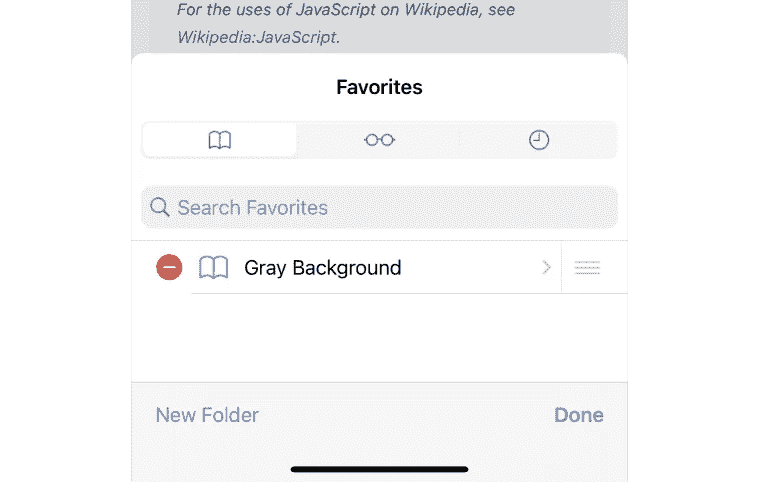 For the uses of JavaScript on Wikipedia, see
Wikipedia:JavaScript.
Favorites
Search Favorites
Gray Background
New Folder Done